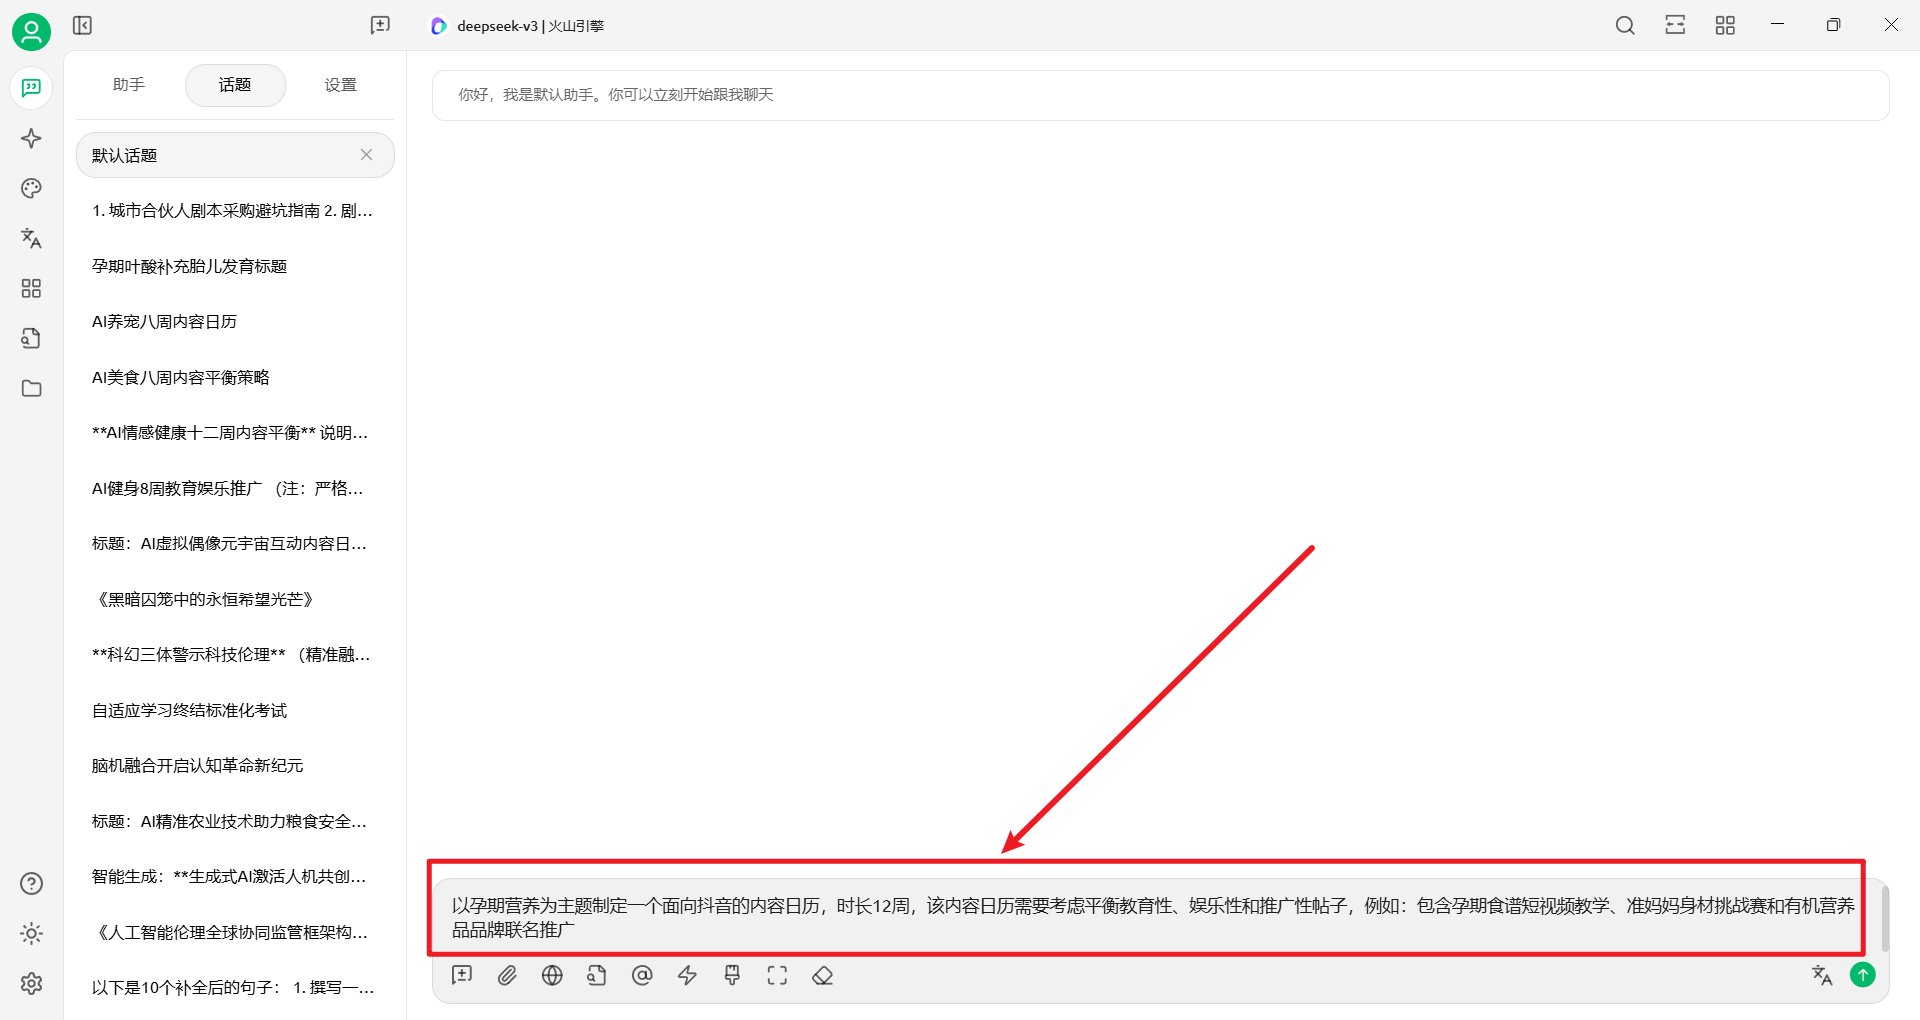 deepseek-v3 | 火山引擎
助手
话题
设置
默认话题
1. 城市合伙人剧本采购避坑指南 2. 剧...
孕期叶酸补充胎儿发育标题
AI养宠八周内容日历
AI美食八周内容平衡策略
**AI情感健康十二周内容平衡** 说明...
AI健身8周教育娱乐推广 （注：严格...
标题：AI虚拟偶像元宇宙互动内容日...
《黑暗囚笼中的永恒希望光芒》
**科幻三体警示科技伦理** （精准融...
自适应学习终结标准化考试
脑机融合开启认知革命新纪元
标题：AI精准农业技术助力粮食安全...
智能生成：**生成式AI激活人机共创...
《人工智能伦理全球协同监管框架构...
以下是10个补全后的句子： 1. 撰写一...
你好，我是默认助手。你可以立刻开始跟我聊天
以孕期营养为主题制定一个面向抖音的内容日历，时长12周，该内容日历需要考虑平衡教育性、娱乐性和推广性帖子，例如：包含孕期食谱短视频教学、准妈妈身材挑战赛和有机营养
品品牌联名推广